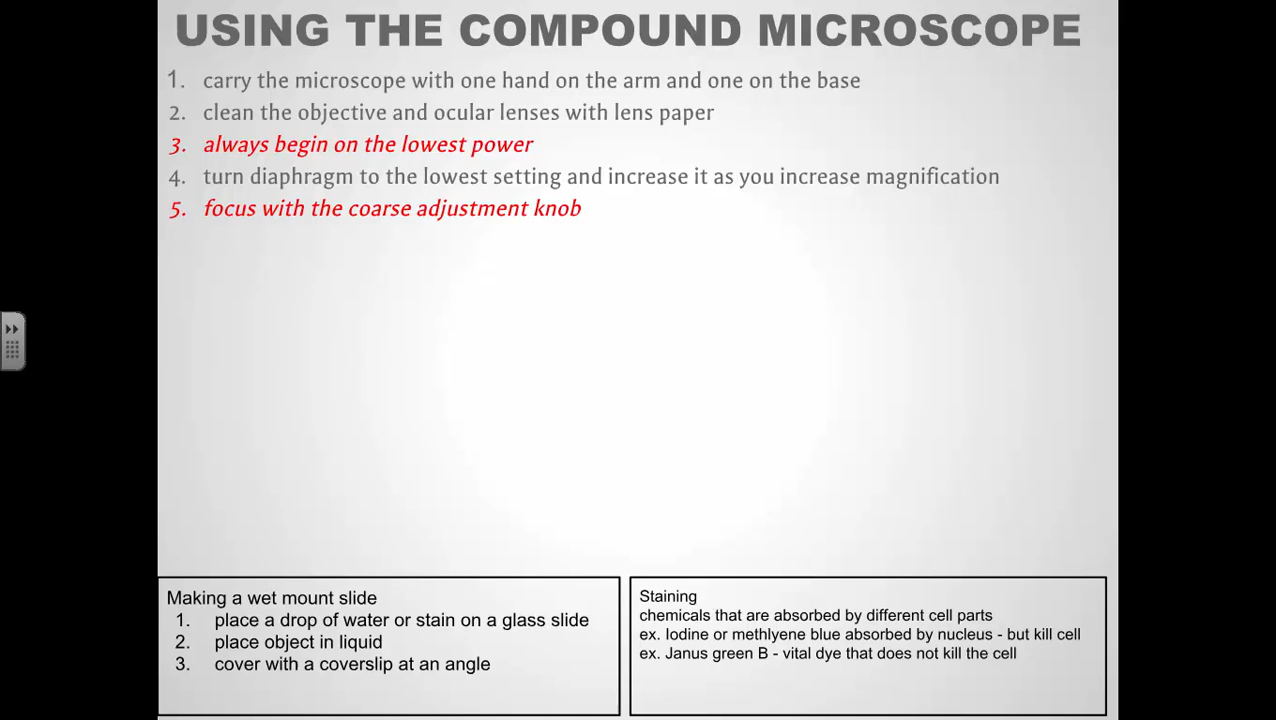 USING THE COMPOUND MICROSCOPE
1. carry the microscope with one hand on the arm and one on the base
2. clean the objective and ocular lenses with lens paper
3. always begin on the lowest power
4. turn diaphragm to the lowest setting and increase it as you increase magnification
5. focus with the coarse adjustment knob
Making a wet mount slide
1. place a drop of water or stain on a glass slide
2. place object in liquid
3. cover with a coverslip at an angle
Staining
chemicals that are absorbed by different cell parts
ex. Iodine or methlyene blue absorbed by nucleus - but kill cell
ex. Janus green B - vital dye that does not kill the cell